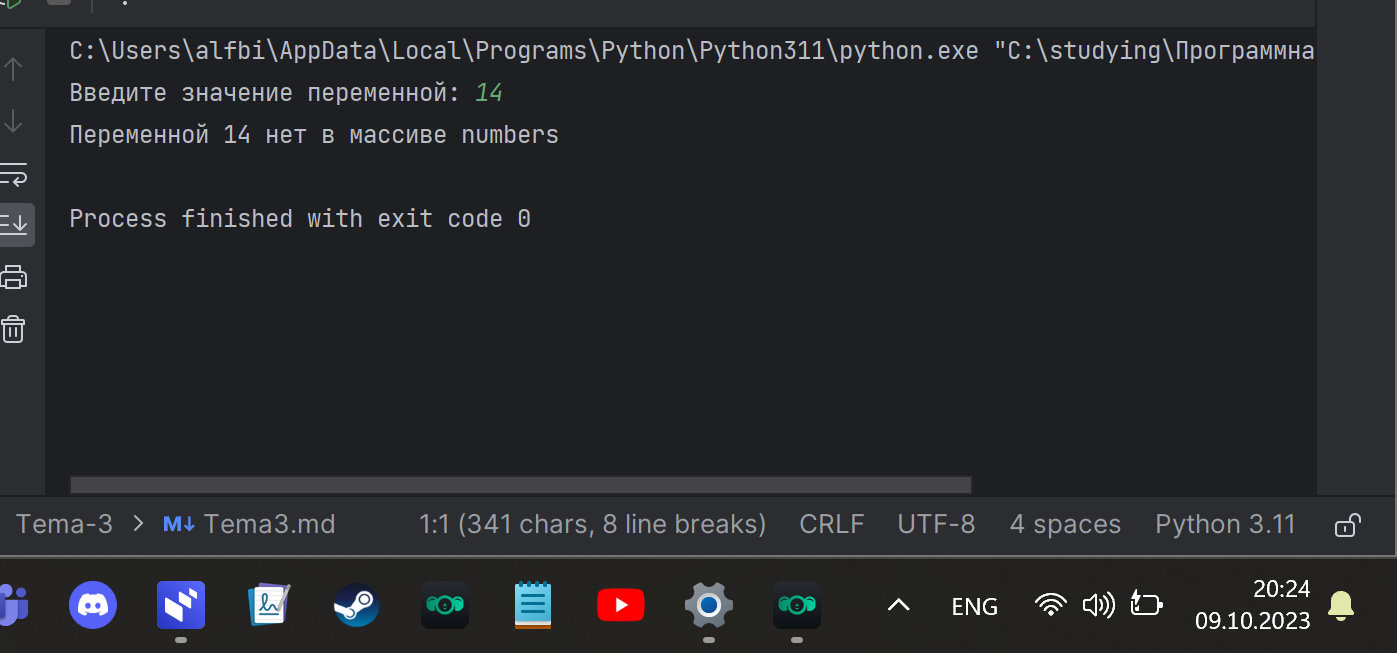 C:\Users\alfbi\AppData\Local\Programs\Python\Python311\python.exe "C:\studying\Программна
Введите значение переменной: 14
Переменной 14 нет в массиве numbers
Process finished with exit code 0
Tema-3 > M↓ Tema3.md 1:1 (341 chars, 8 line breaks) CRLF UTF-8 4 spaces Python 3.11
ENG
20:24
09.10.2023